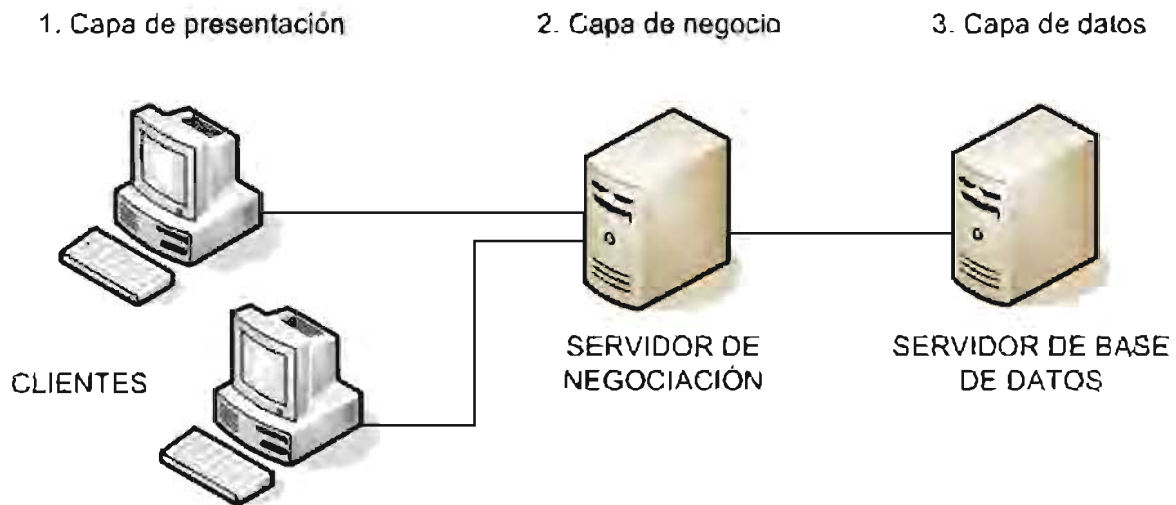 1. Capa de presentación
2. Capa de negocio
3. Capa de datos
CLIENTES
SERVIDOR DE
NEGOCIACIÓN
SERVIDOR DE BASE
DE DATOS